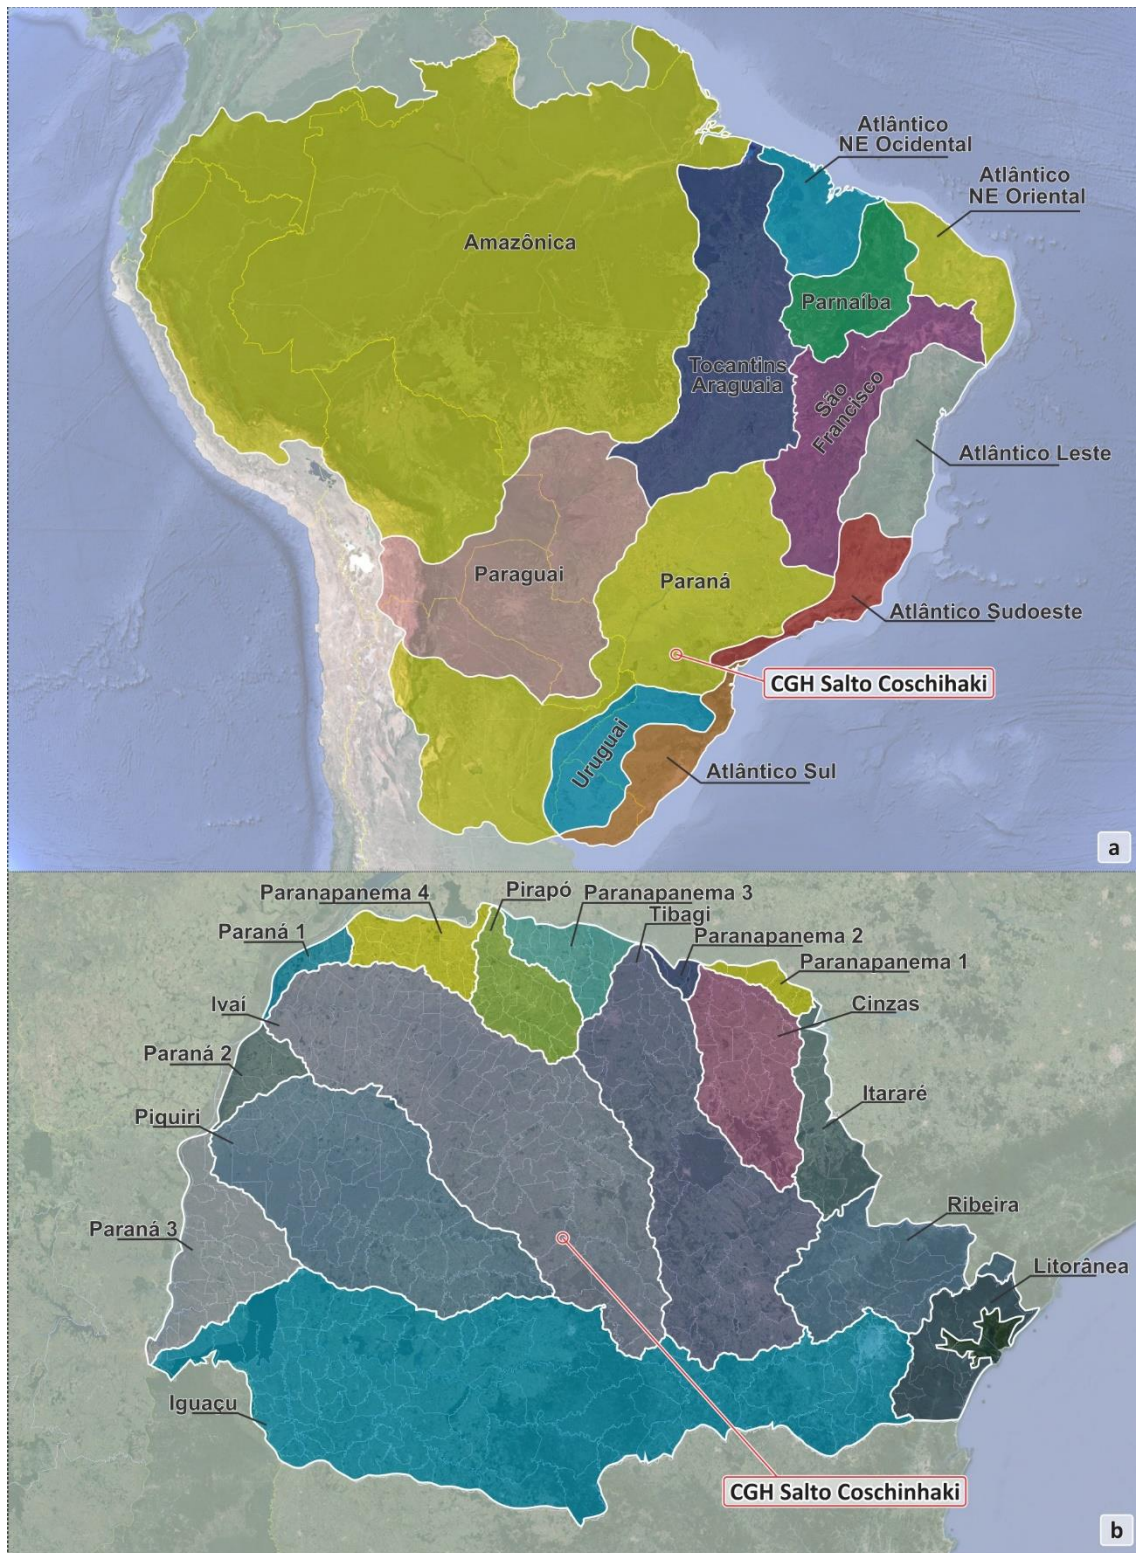 Atlântico
NE Ocidental
Atlântico
NE Oriental
Amazônica
Parnaíba
Tocantins
Araguaia
São
Francisco
Atlântico Leste
Paraguai
Paraná
Atlântico Sudoeste
CGH Salto Coschihaki
Uruguai
Atlântico Sul
a
Paranapanema 4
Pirapó
Paranapanema 3
Tibagi
Paranapanema 2
Paraná 1
Paranapanema 1
Ivaí
Cinzas
Paraná 2
Itararé
Piquiri
Ribeira
Paraná 3
Litorânea
Iguaçu
CGH Salto Coschinhaki
b